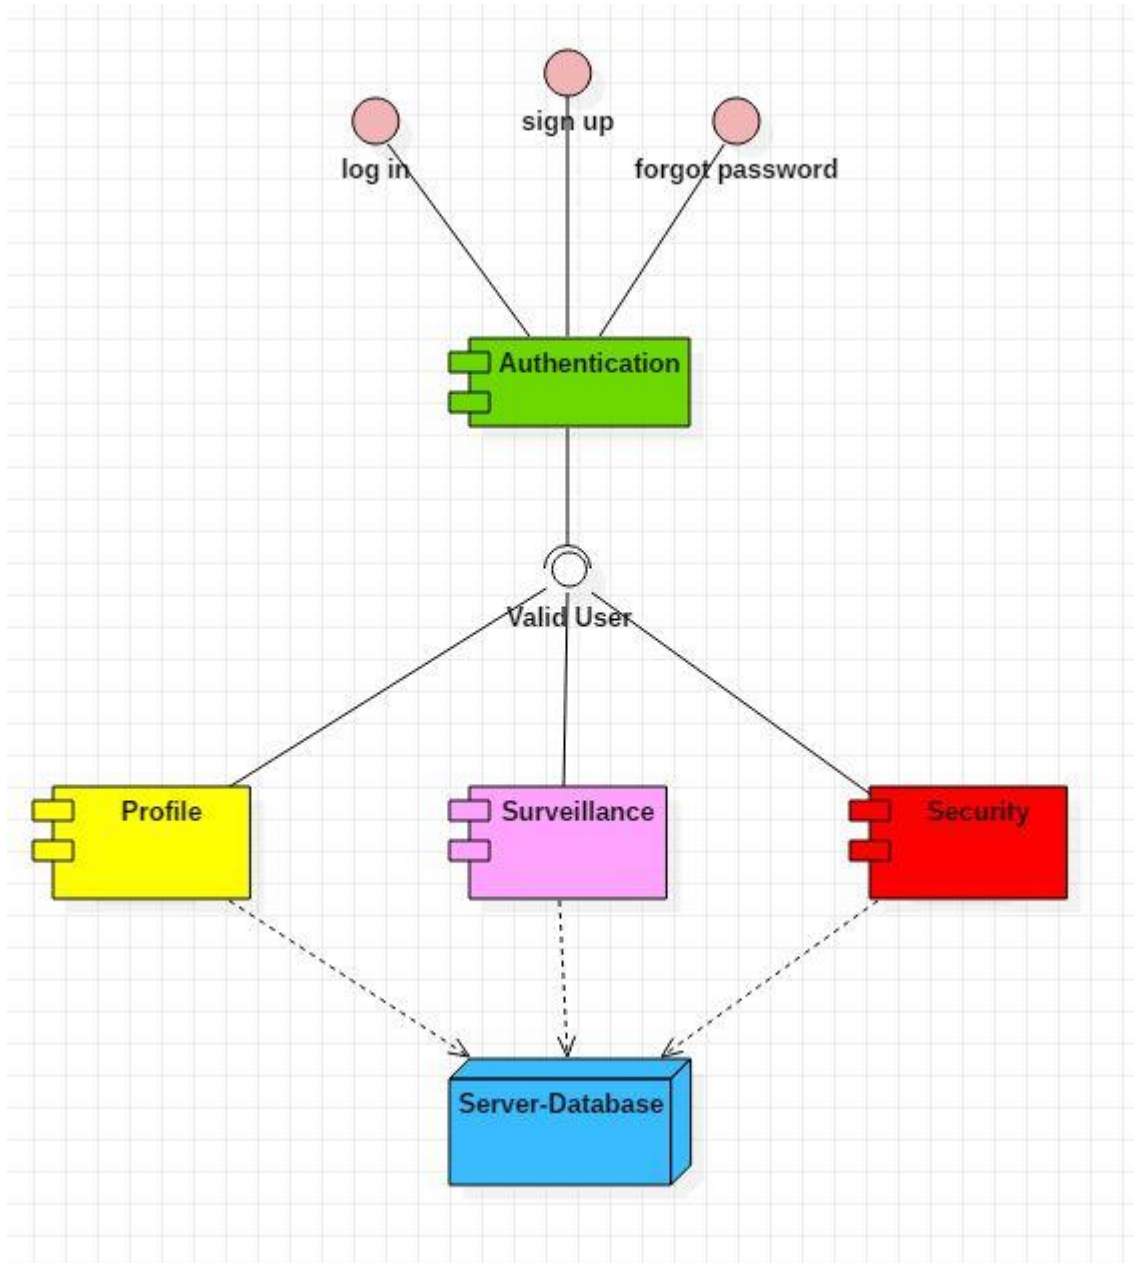 sign up
log in
forgot password
Authentication
Valid User
Profile
Surveillance
Security
Server-Database